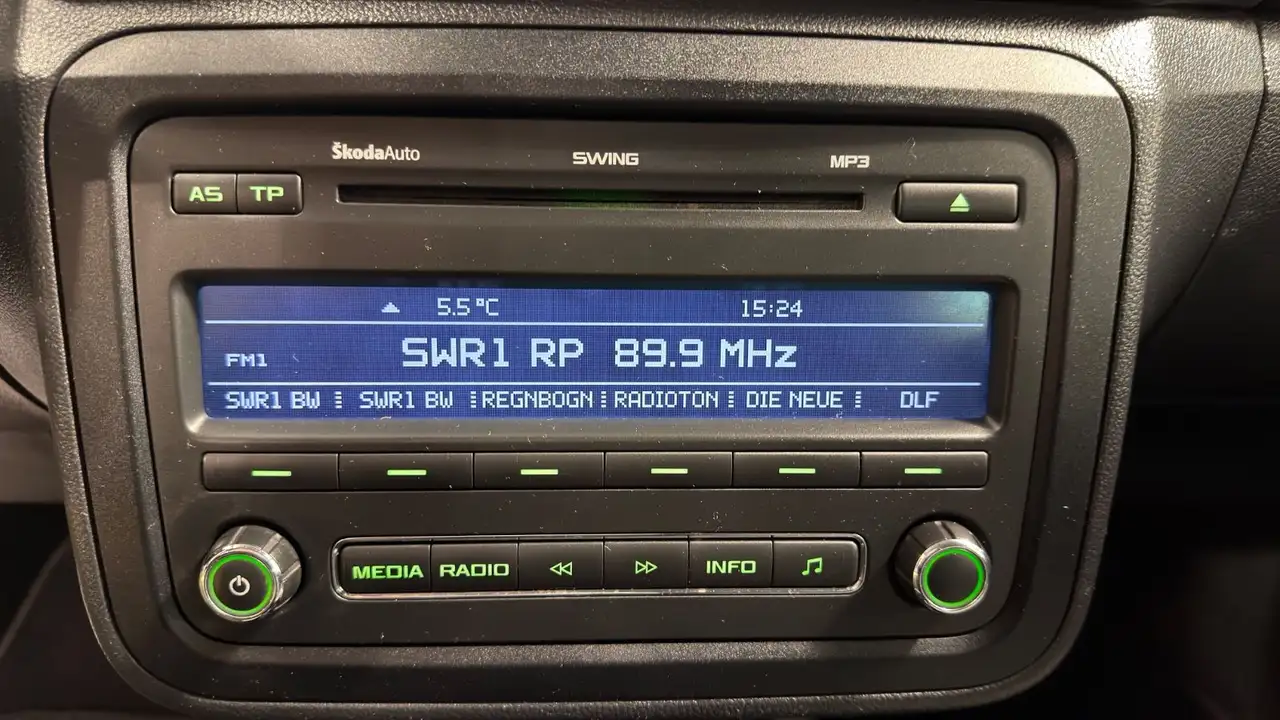 ŠkodaAuto SWING MP3
AS TP
5.5 °C 15:24
FM1 SWR1 RP 89.9 MHz
SWR1 BW SWR1 BW REGNBOGN RADIOTON DIE NEUE DLF
MEDIA RADIO INFO